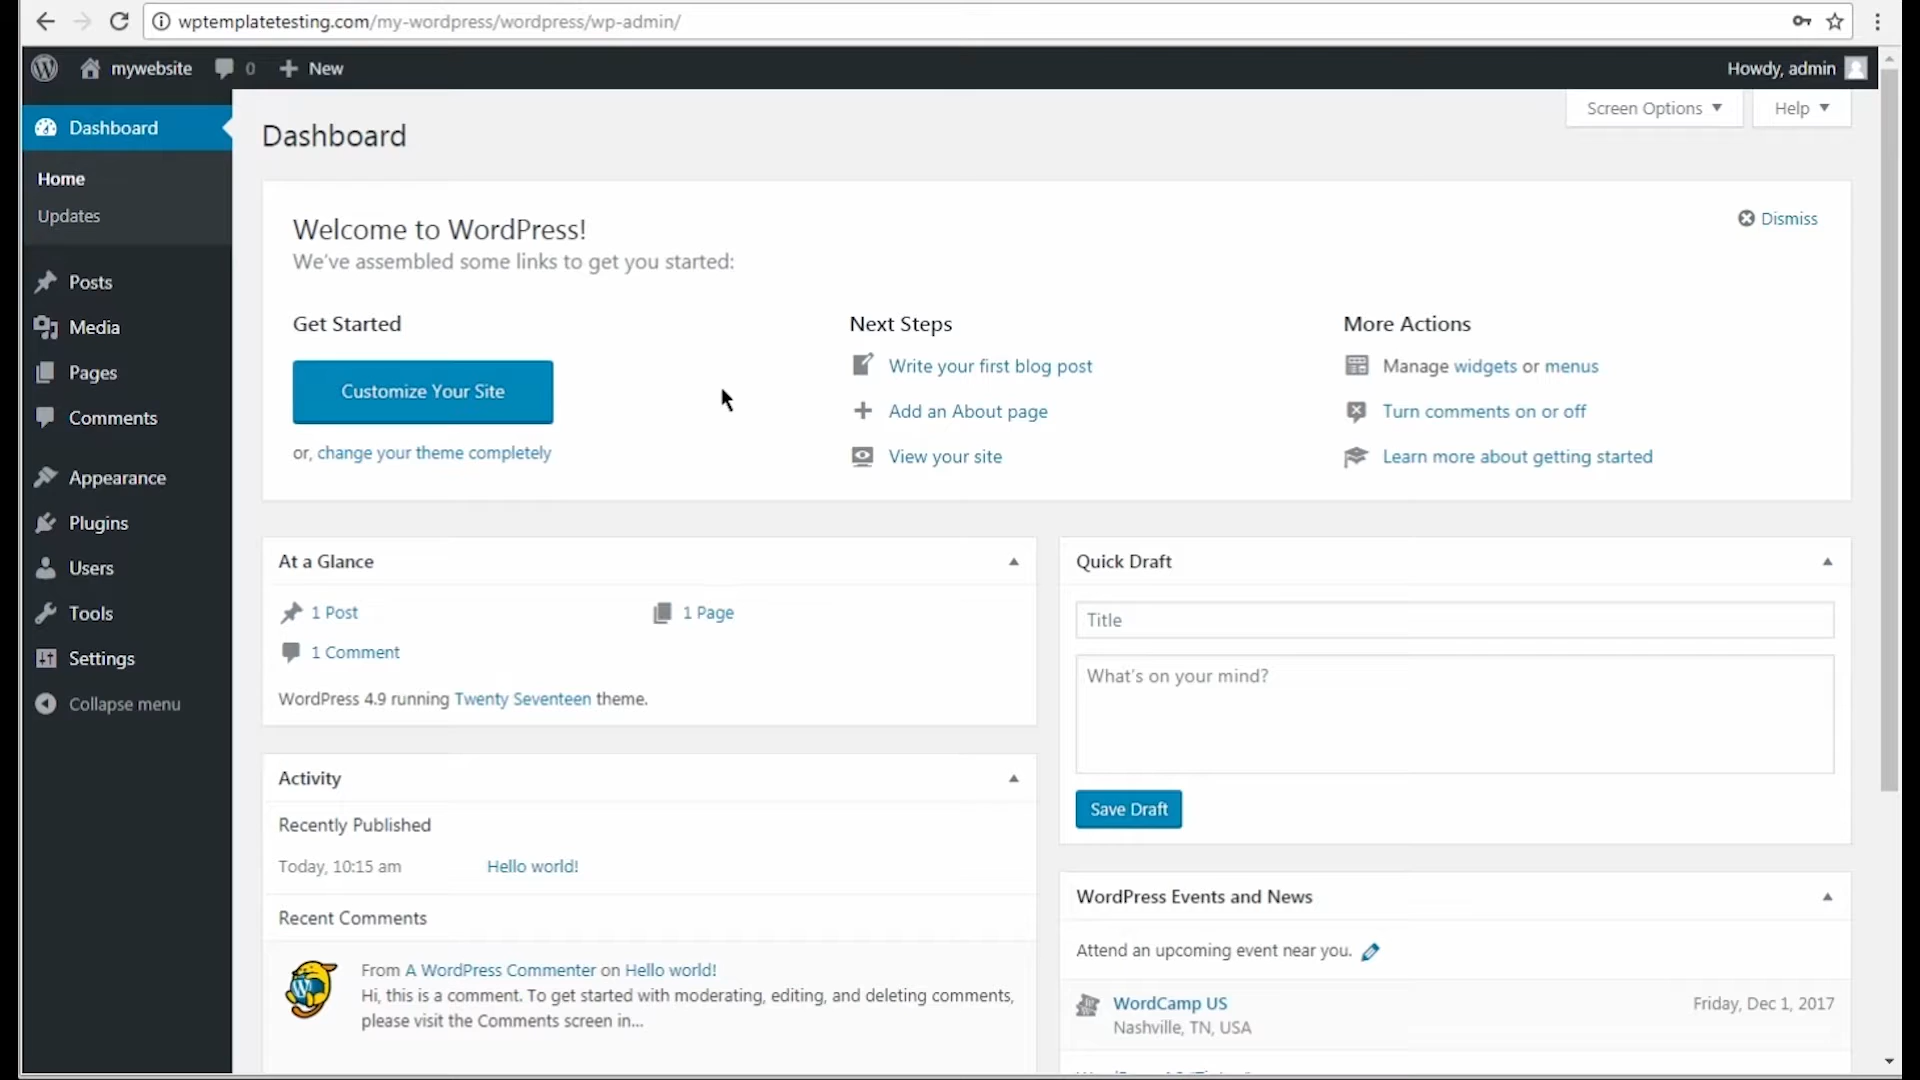 wptemplatetesting.com/my-wordpress/wordpress/wp-admin/
mywebsite 0 New
Howdy, admin
Dashboard
Home
Updates
Posts
Media
Pages
Comments
Appearance
Plugins
Users
Tools
Settings
Collapse menu
Screen Options
Help
Dashboard
Welcome to WordPress!
We've assembled some links to get you started:
Dismiss
Get Started
Customize Your Site
or, change your theme completely
Next Steps
Write your first blog post
Add an About page
View your site
More Actions
Manage widgets or menus
Turn comments on or off
Learn more about getting started
At a Glance
1 Post
1 Page
1 Comment
WordPress 4.9 running Twenty Seventeen theme.
Activity
Recently Published
Today, 10:15 am Hello world!
Recent Comments
From A WordPress Commenter on Hello world!
Hi, this is a comment. To get started with moderating, editing, and deleting comments,
please visit the Comments screen in...
Quick Draft
Title
What's on your mind?
Save Draft
WordPress Events and News
Attend an upcoming event near you.
WordCamp US
Friday, Dec 1, 2017
Nashville, TN, USA